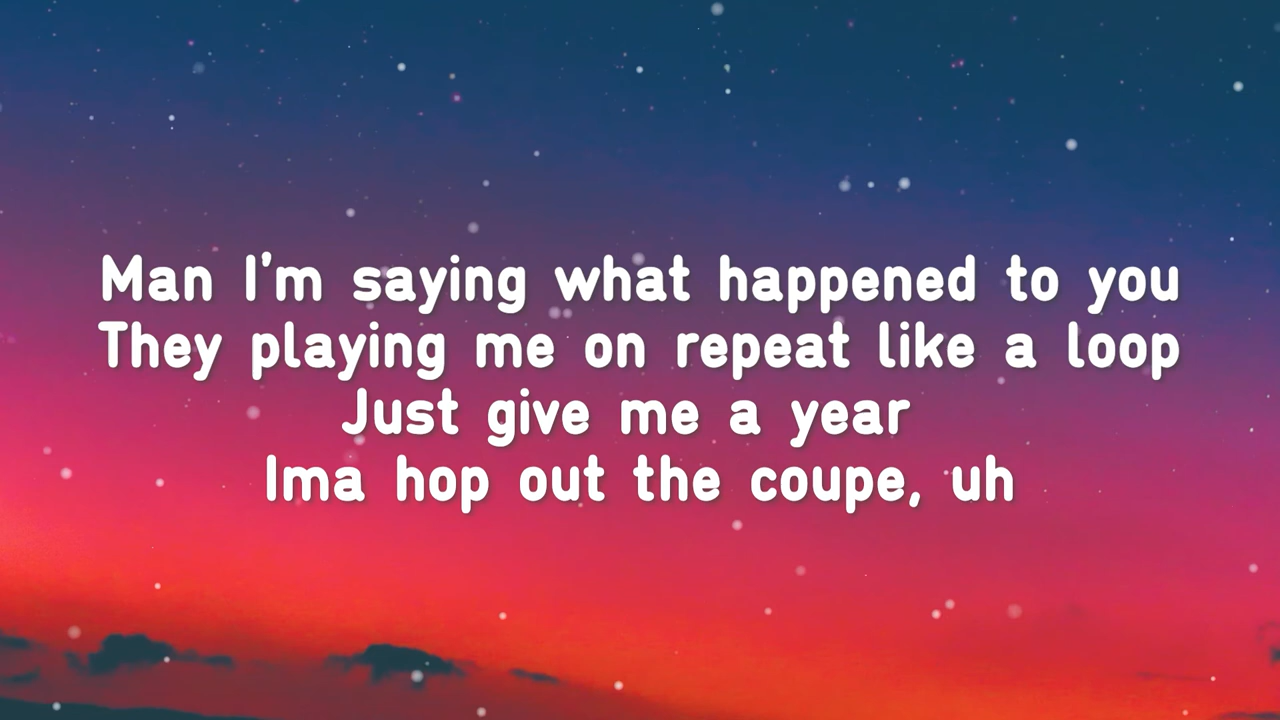 Man I'm saying what happened to you
They playing me on repeat like a loop
Just give me a year
Ima hop out the coupe, uh